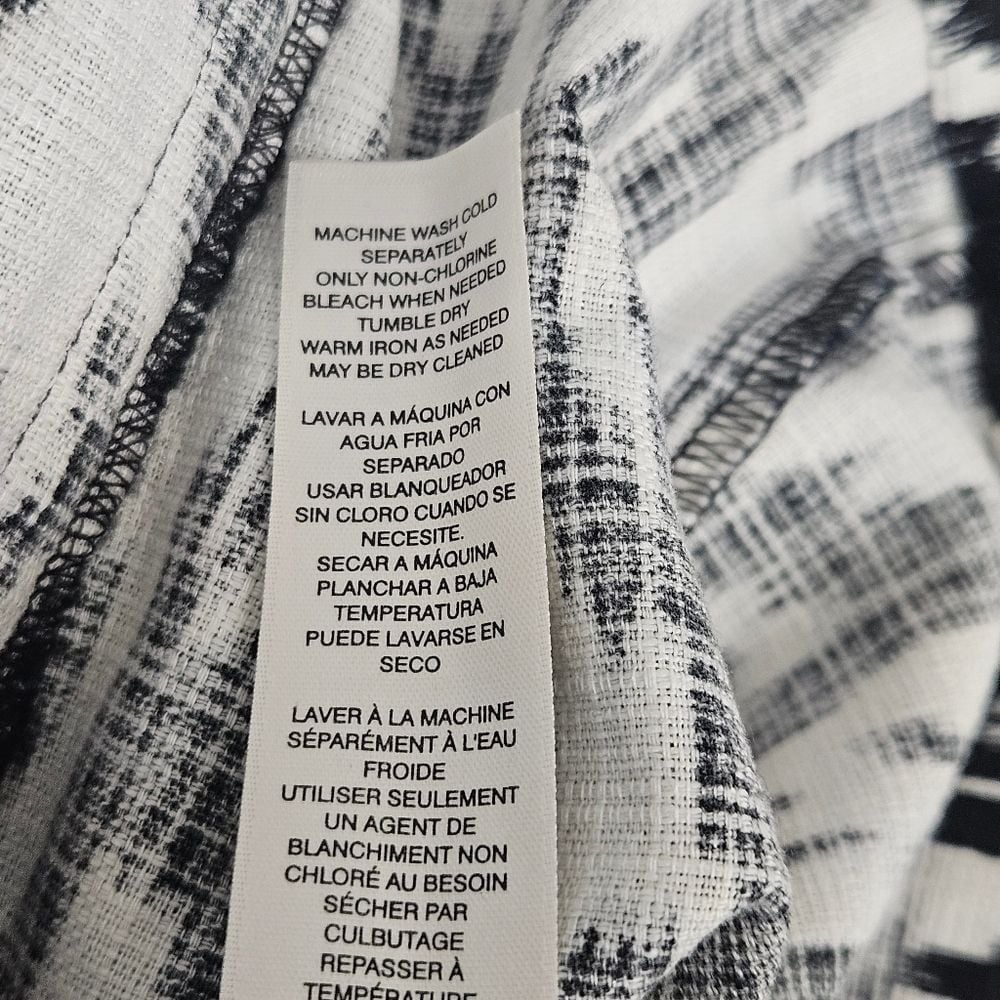 MACHINE WASH COLD
SEPARATELY
ONLY NON-CHLORINE
BLEACH WHEN NEEDED
TUMBLE DRY
WARM IRON AS NEEDED
MAY BE DRY CLEANED
LAVAR A MÁQUINA CON
AGUA FRIA POR
SEPARADO
USAR BLANQUEADOR
SIN CLORO CUANDO SE
NECESITE.
SECAR A MÁQUINA
PLANCHAR A BAJA
TEMPERATURA
PUEDE LAVARSE EN
SECO
LAVER À LA MACHINE
SÉPARÉMENT À L'EAU
FROIDE
UTILISER SEULEMENT
UN AGENT DE
BLANCHIMENT NON
CHLORÉ AU BESOIN
SÉCHER PAR
CULBUTAGE
REPASSER À
TEMPÉRATURE